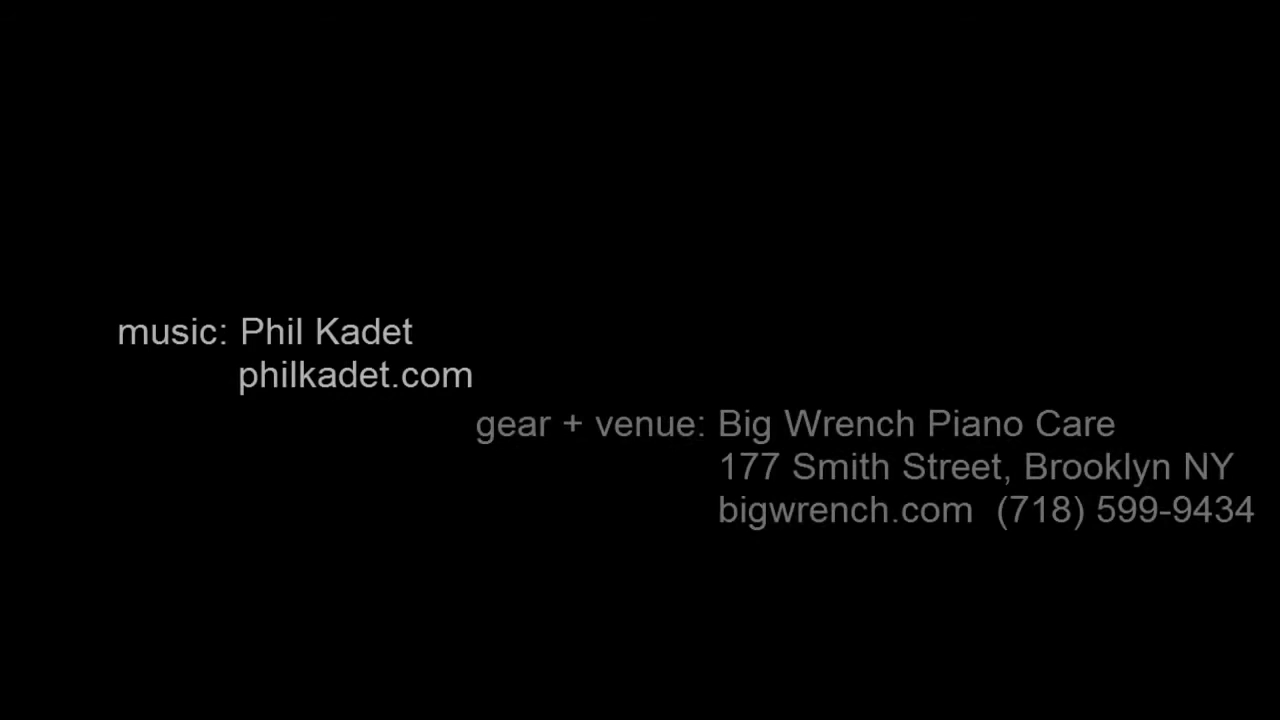 music: Phil Kadet
philkadet.com
gear + venue: Big Wrench Piano Care
177 Smith Street, Brooklyn NY
bigwrench.com (718) 599-9434